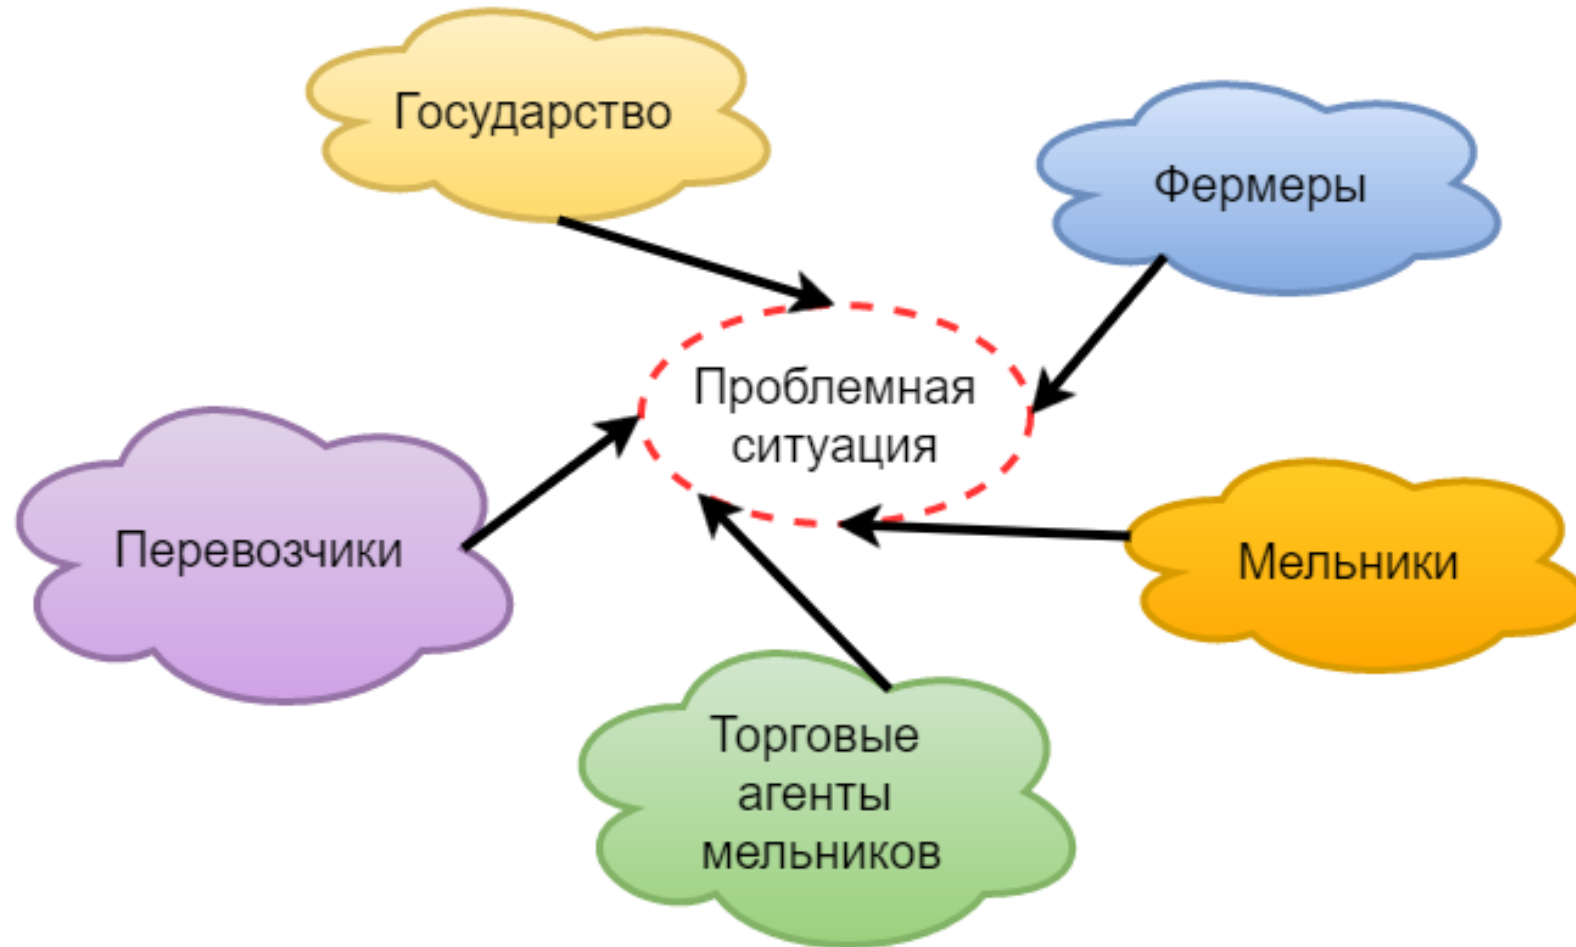 Государство
Фермеры
Проблемная
ситуация
Перевозчики
Мельники
Торговые
агенты
мельников